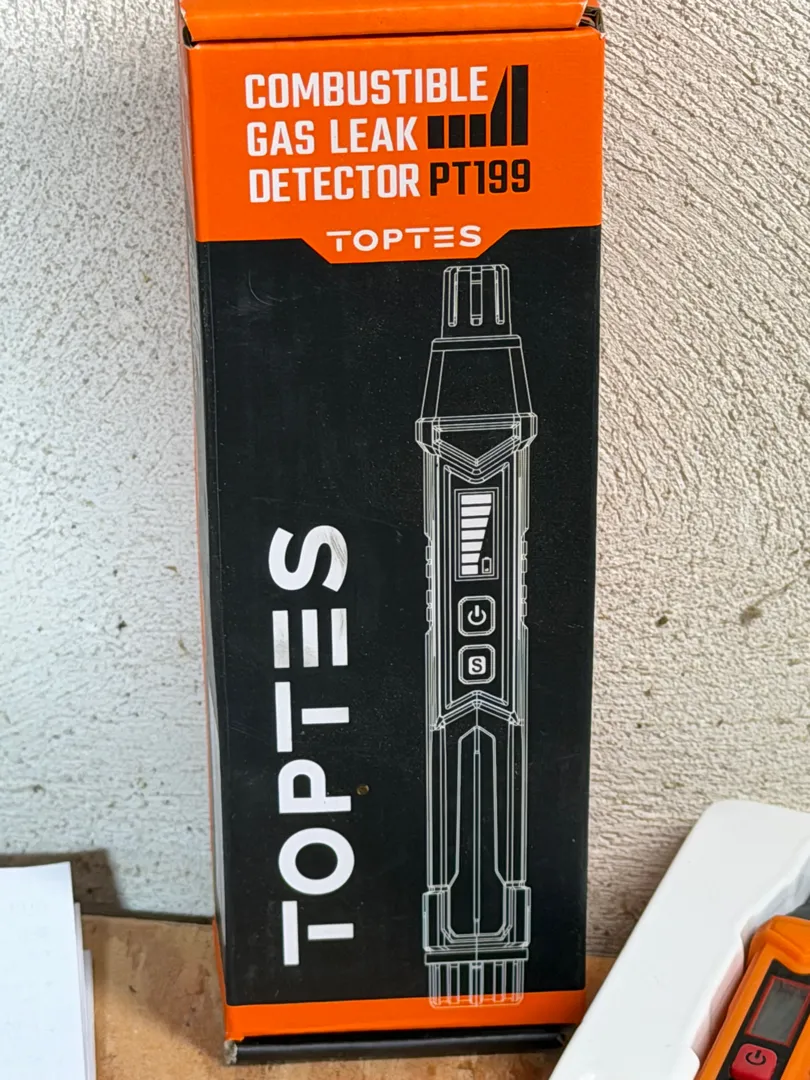 COMBUSTIBLE
GAS LEAK
DETECTOR PT199
TOPTES
TOPTES
S